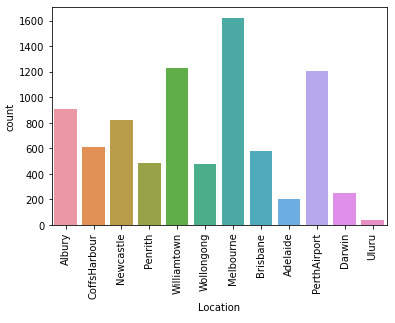 1600
1400
1200
1000
800
600
400
200
0
count
Albury
CoffsHarbour
Newcastle
Penrith
Williamtown
Wollongong
Melbourne
Brisbane
Adelaide
PerthAirport
Darwin
Uluru
Location